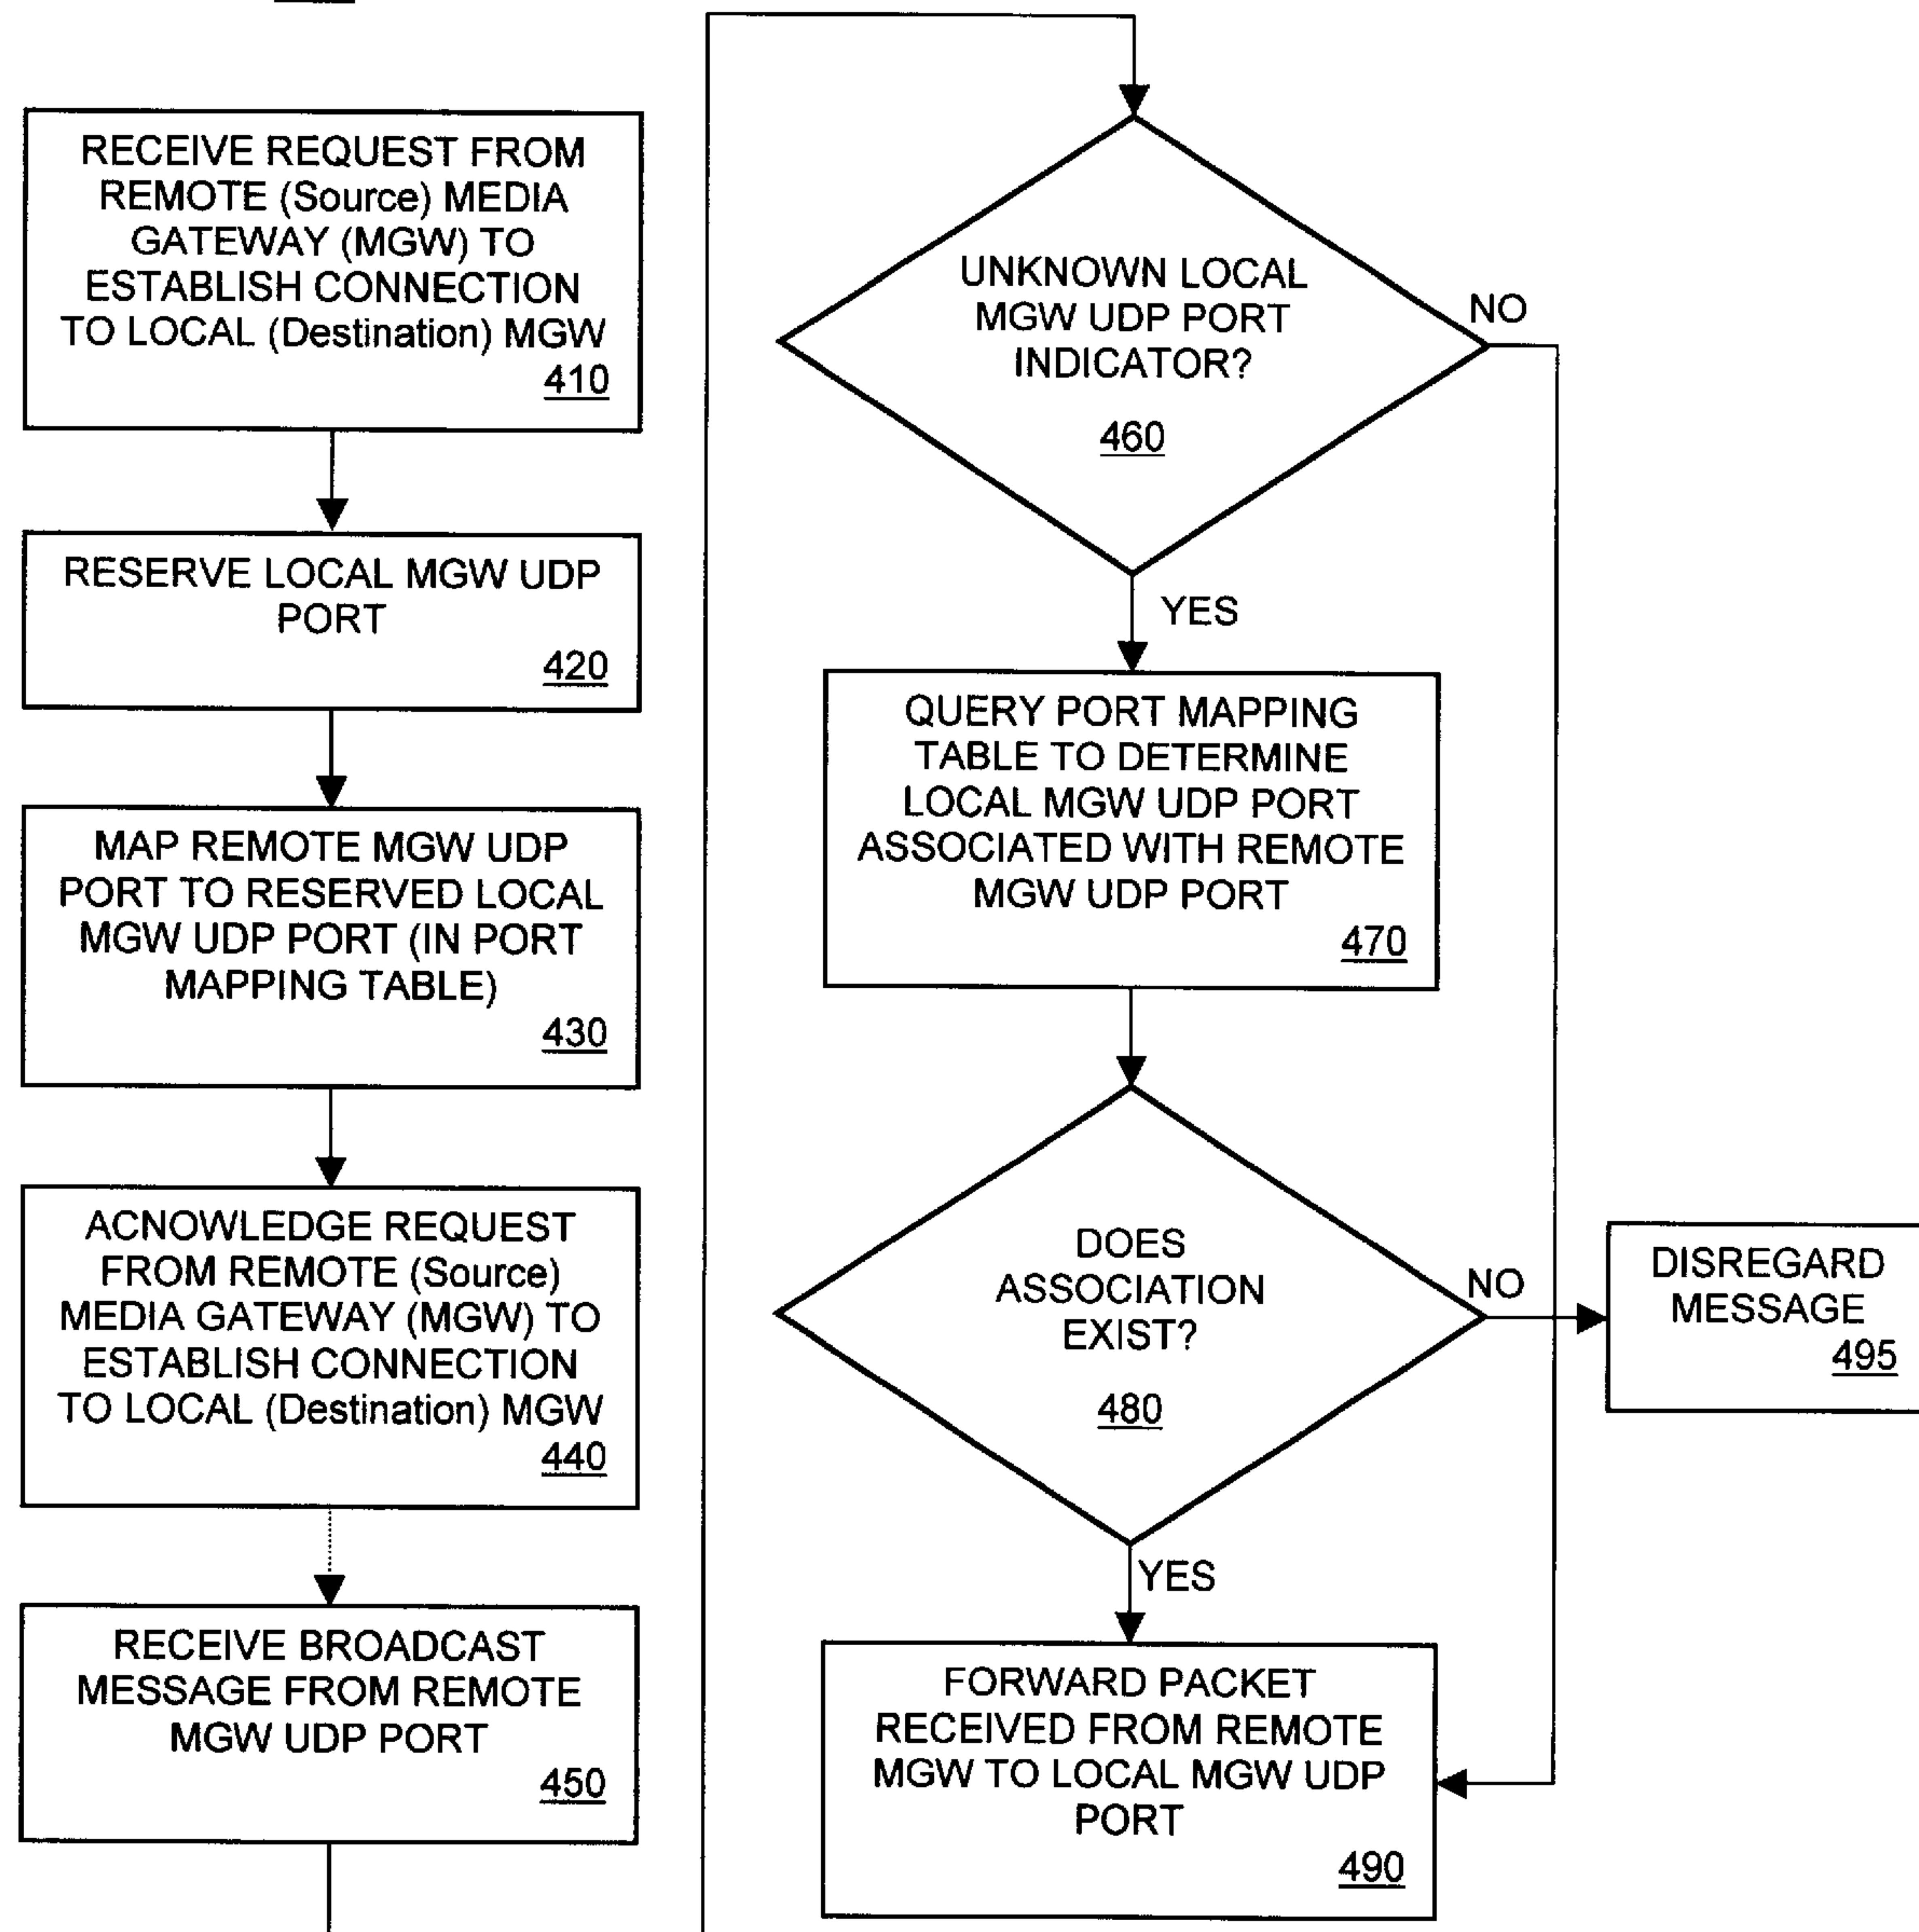 RECEIVE REQUEST FROM
REMOTE (Source) MEDIA
GATEWAY (MGW) TO
ESTABLISH CONNECTION
TO LOCAL (Destination) MGW
410
RESERVE LOCAL MGW UDP
PORT
420
MAP REMOTE MGW UDP
PORT TO RESERVED LOCAL
MGW UDP PORT (IN PORT
MAPPING TABLE)
430
ACNOWLEDGE REQUEST
FROM REMOTE (Source)
MEDIA GATEWAY (MGW) TO
ESTABLISH CONNECTION
TO LOCAL (Destination) MGW
440
RECEIVE BROADCAST
MESSAGE FROM REMOTE
MGW UDP PORT
450
UNKNOWN LOCAL
MGW UDP PORT
INDICATOR?
460
NO
YES
QUERY PORT MAPPING
TABLE TO DETERMINE
LOCAL MGW UDP PORT
ASSOCIATED WITH REMOTE
MGW UDP PORT
470
DOES
ASSOCIATION
EXIST?
480
NO
DISREGARD
MESSAGE
495
YES
FORWARD PACKET
RECEIVED FROM REMOTE
MGW TO LOCAL MGW UDP
PORT
490